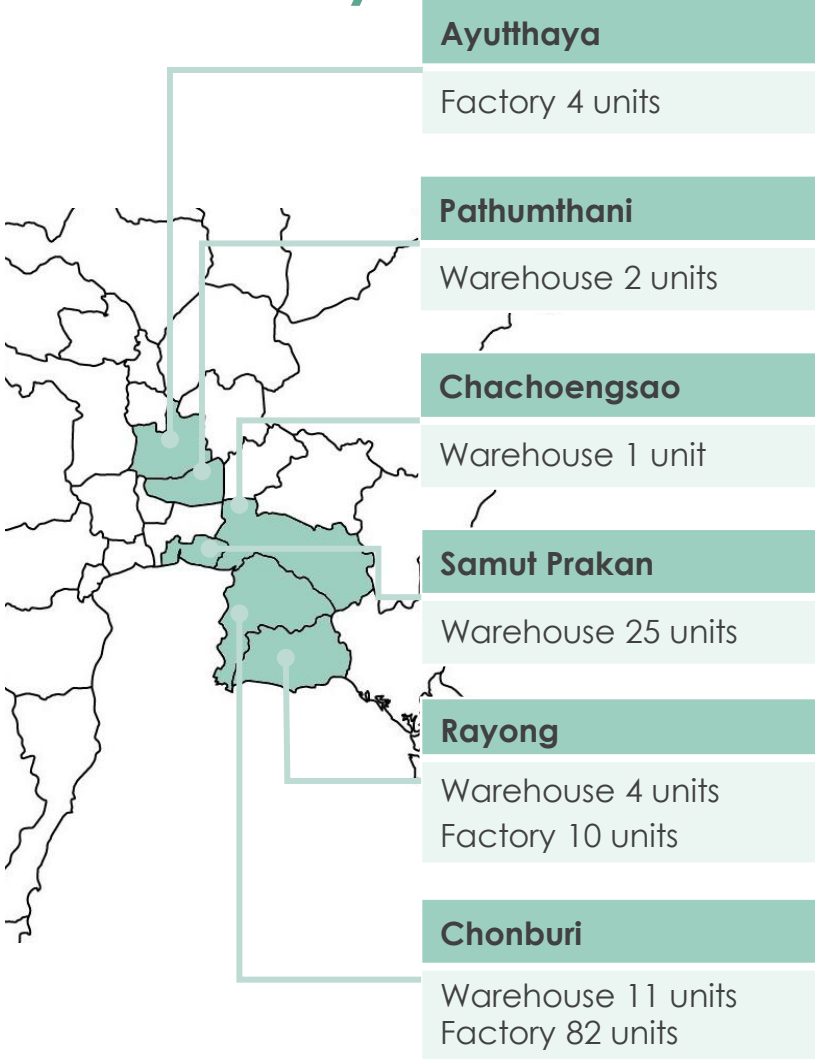 Ayutthaya
Factory 4 units
Pathumthani
Warehouse 2 units
Chachoengsao
Warehouse 1 unit
Samut Prakan
Warehouse 25 units
Rayong
Warehouse 4 units
Factory 10 units
Chonburi
Warehouse 11 units
Factory 82 units